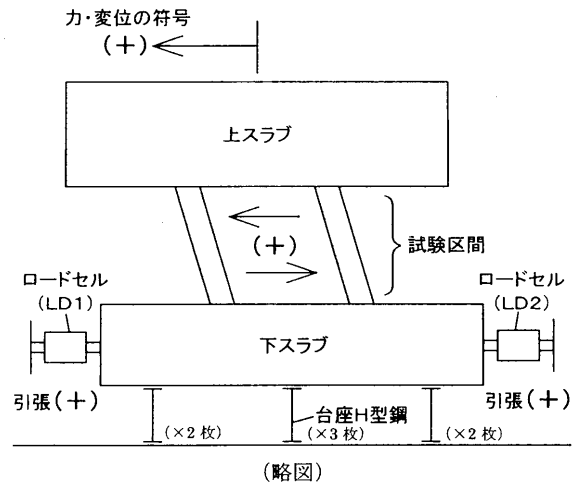 力・変位の符号
(+)
上スラブ
(+)
試験区間
ロードセル
(LD1)
ロードセル
(LD2)
下スラブ
引張(+)
引張(+)
台座H型鋼
(×2枚)
(×3枚)
(×2枚)
(略図)